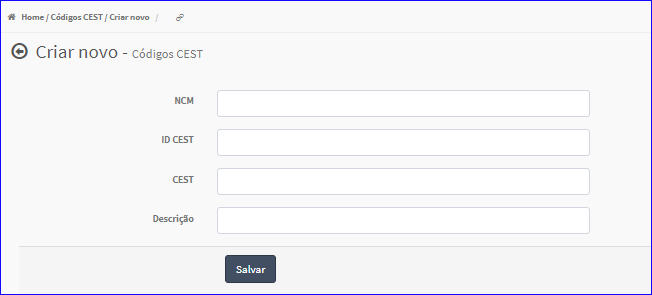 Home / Códigos CEST / Criar novo /
Criar novo - Códigos CEST
NCM
ID CEST
CEST
Descrição
Salvar